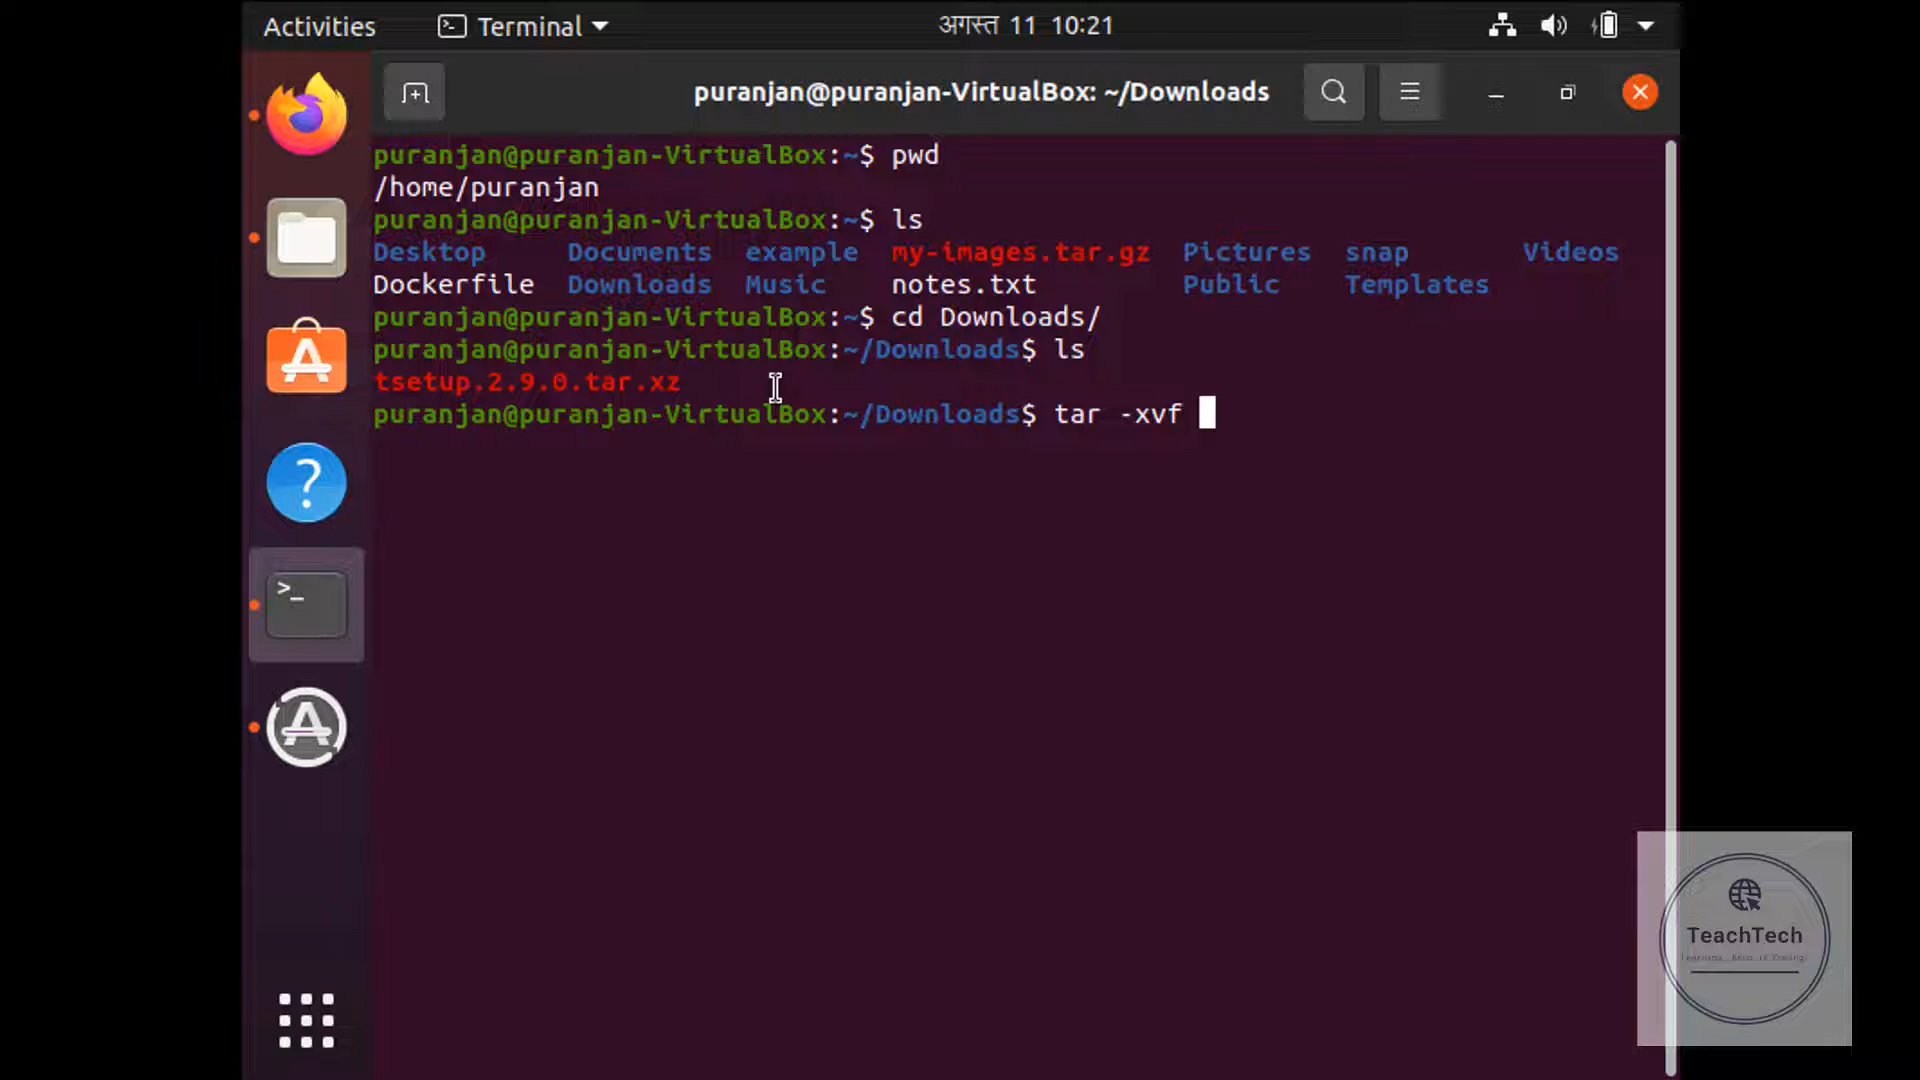 Activities Terminal अगस्त 11 10:21
puranjan@puranjan-VirtualBox: ~/Downloads
puranjan@puranjan-VirtualBox:~$ pwd
/home/puranjan
puranjan@puranjan-VirtualBox:~$ ls
Desktop Documents example my-images.tar.gz Pictures snap Videos
Dockerfile Downloads Music notes.txt Public Templates
puranjan@puranjan-VirtualBox:~$ cd Downloads/
puranjan@puranjan-VirtualBox:~/Downloads$ ls
tsetup.2.9.0.tar.xz
puranjan@puranjan-VirtualBox:~/Downloads$ tar -xvf
TeachTech